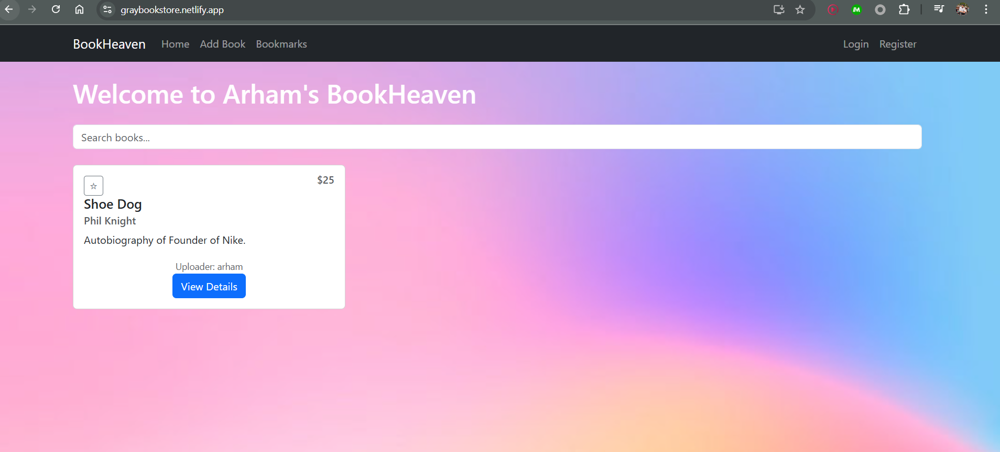 graybookstore.netlify.app
BookHeaven Home Add Book Bookmarks Login Register
Welcome to Arham's BookHeaven
Search books...
$25
Shoe Dog
Phil Knight
Autobiography of Founder of Nike.
Uploader: arham
View Details